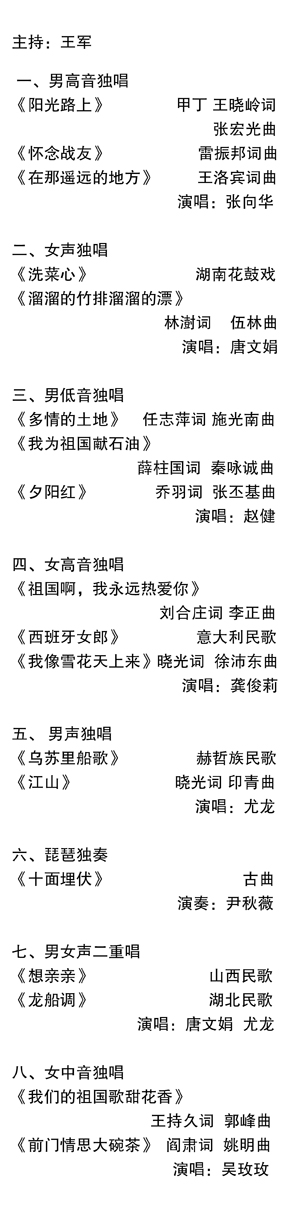 主持：王军
一、男高音独唱
《阳光路上》 甲丁 王晓岭词
张宏光曲
《怀念战友》 雷振邦词曲
《在那遥远的地方》 王洛宾词曲
演唱：张向华
二、女声独唱
《洗菜心》 湖南花鼓戏
《溜溜的竹排溜溜的漂》
林澍词 伍林曲
演唱：唐文娟
三、男低音独唱
《多情的土地》 任志萍词 施光南曲
《我为祖国献石油》
薛柱国词 秦咏诚曲
《夕阳红》 乔羽词 张丕基曲
演唱：赵健
四、女高音独唱
《祖国啊，我永远热爱你》
刘合庄词 李正曲
《西班牙女郎》 意大利民歌
《我像雪花天上来》晓光词 徐沛东曲
演唱：龚俊莉
五、 男声独唱
《乌苏里船歌》 赫哲族民歌
《江山》 晓光词 印青曲
演唱：尤龙
六、琵琶独奏
《十面埋伏》 古曲
演奏：尹秋薇
七、男女声二重唱
《想亲亲》 山西民歌
《龙船调》 湖北民歌
演唱：唐文娟 尤龙
八、女中音独唱
《我们的祖国歌甜花香》
王持久词 郭峰曲
《前门情思大碗茶》 阎肃词 姚明曲
演唱：吴玫玫